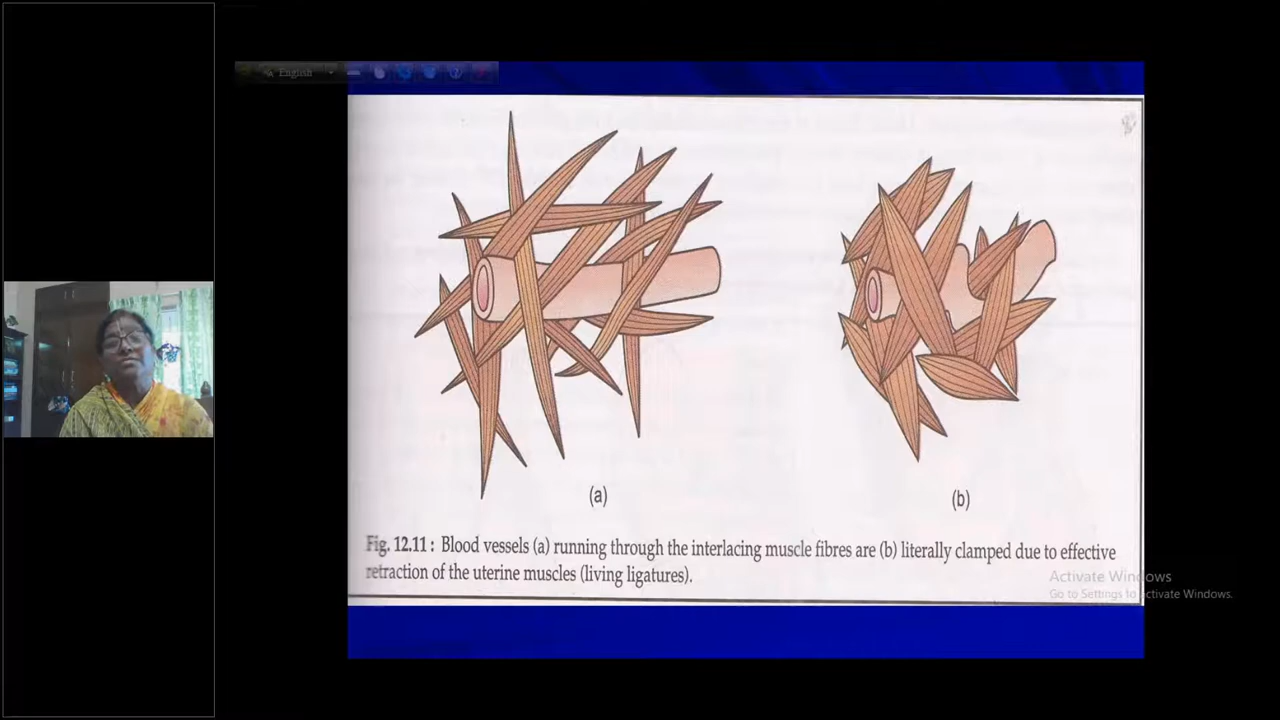 English
(a)
(b)
Fig. 12.11 : Blood vessels (a) running through the interlacing muscle fibres are (b) literally clamped due to effective
retraction of the uterine muscles (living ligatures).
Activate Windows
Go to Settings to activate Windows.